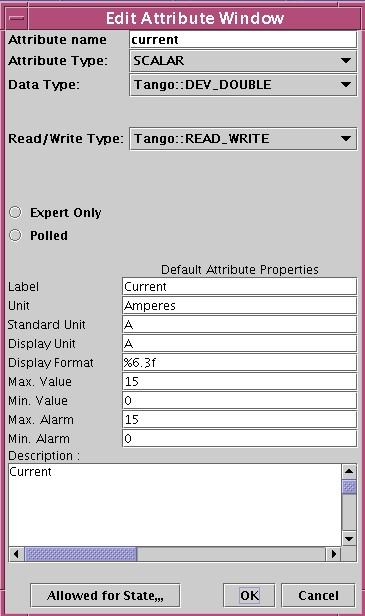 Edit Attribute Window
Attribute name current
Attribute Type: SCALAR
Data Type: Tango::DEV_DOUBLE
Read/Write Type: Tango::READ_WRITE
Expert Only
Polled
Default Attribute Properties
Label Current
Unit Amperes
Standard Unit A
Display Unit A
Display Format %6.3f
Max. Value 15
Min. Value 0
Max. Alarm 15
Min. Alarm 0
Description :
Current
Allowed for State,,, OK Cancel